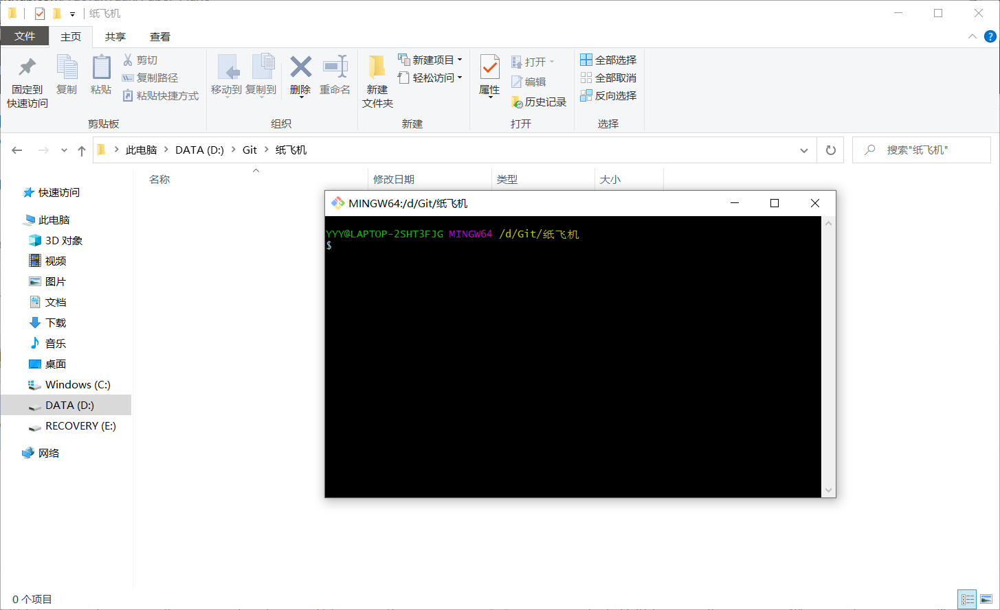 纸飞机
文件 主页 共享 查看
固定到
快速访问
复制
粘贴
剪切
复制路径
粘贴快捷方式
剪贴板
移动到 复制到 删除 重命名
组织
新建
文件夹
新建项目
轻松访问
新建
属性
打开
编辑
历史记录
打开
全部选择
全部取消
反向选择
选择
此电脑 DATA (D:) Git 纸飞机
搜索"纸飞机"
名称 修改日期 类型 大小
快速访问
此电脑
3D 对象
视频
图片
文档
下载
音乐
桌面
Windows (C:)
DATA (D:)
RECOVERY (E:)
网络
MINGW64:/d/Git/纸飞机
YYY@LAPTOP-2SHT3FJG MINGW64 /d/Git/纸飞机
$
0 个项目